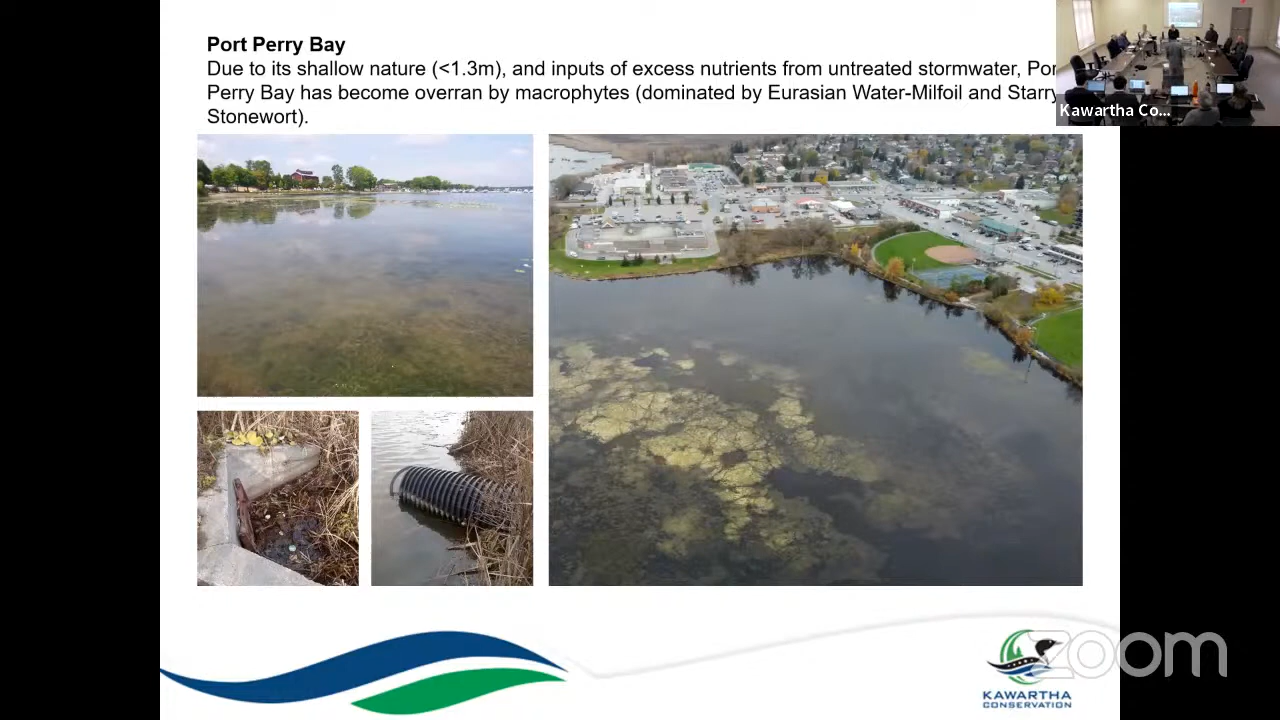 Port Perry Bay
Due to its shallow nature (<1.3m), and inputs of excess nutrients from untreated stormwater, Por
Perry Bay has become overran by macrophytes (dominated by Eurasian Water-Milfoil and Starry
Stonewort).
Kawartha Co...
zoom
KAWARTHA
CONSERVATION